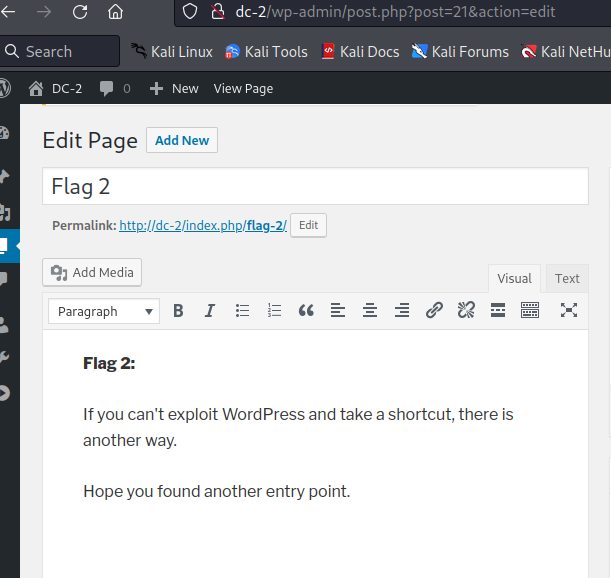 dc-2/wp-admin/post.php?post=21&action=edit
Search Kali Linux Kali Tools Kali Docs Kali Forums Kali NetHu
DC-2 0 New View Page
Edit Page Add New
Flag 2
Permalink: http://dc-2/index.php/flag-2/ Edit
Add Media
Visual Text
Paragraph B I
Flag 2:
If you can't exploit WordPress and take a shortcut, there is
another way.
Hope you found another entry point.